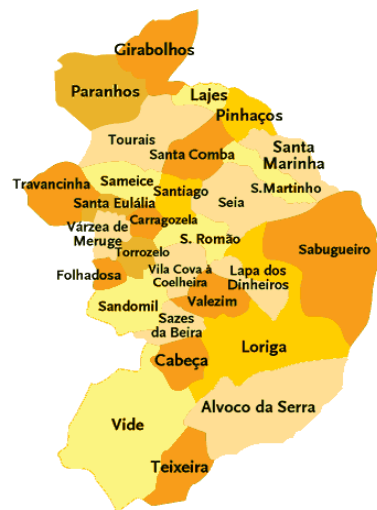 Girabolhos
Paranhos
Lajes
Pinhaços
Tourais
Santa Comba
Santa
Marinha
Travancinha
Sameice
Santiago
S.Martinho
Santa Eulália
Seia
Carragozela
Várzea de
Meruge
S. Romão
Sabugueiro
Torrozelo
Folhadosa
Vila Cova à
Coelheira
Lapa dos
Dinheiros
Sandomil
Valezim
Sazes
da Beira
Loriga
Cabeça
Alvoco da Serra
Vide
Teixeira